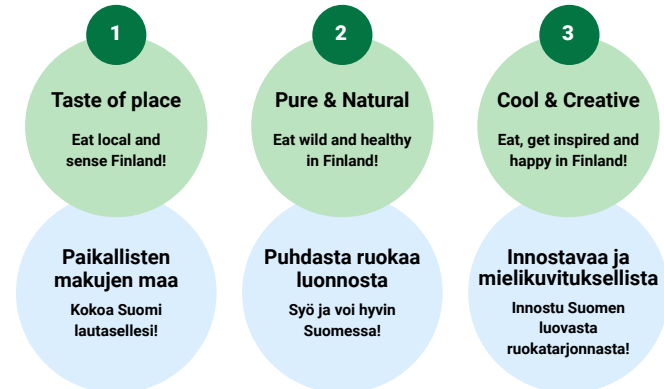 1
Taste of place
Eat local and
sense Finland!
Paikallisten
makujen maa
Kokoa Suomi
lautasellesi!
2
Pure & Natural
Eat wild and healthy
in Finland!
Puhdasta ruokaa
luonnosta
Syö ja voi hyvin
Suomessa!
3
Cool & Creative
Eat, get inspired and
happy in Finland!
Innostavaa ja
mielikuvituksellista
Innostu Suomen
luovasta
ruokatarjonnasta!